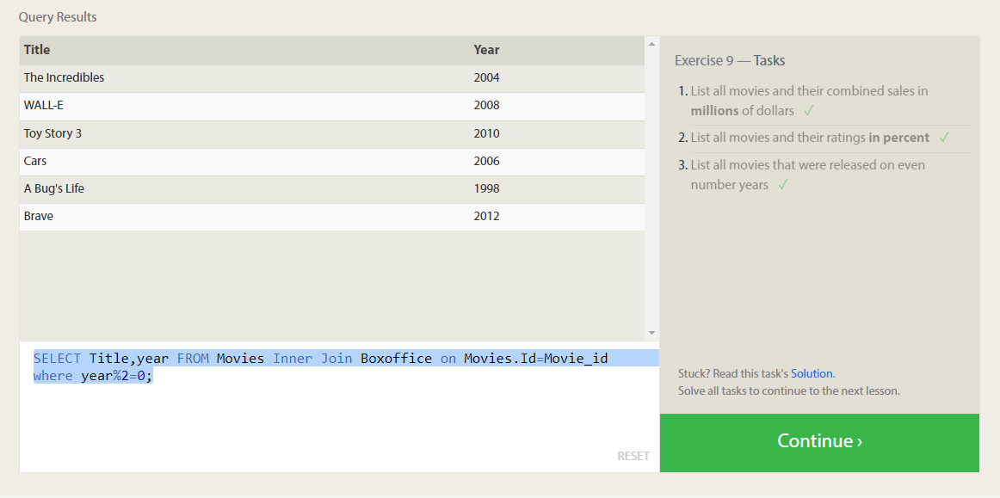 Query Results
Title Year
The Incredibles 2004
WALL-E 2008
Toy Story 3 2010
Cars 2006
A Bug's Life 1998
Brave 2012
SELECT Title,year FROM Movies Inner Join Boxoffice on Movies.Id=Movie_id
where year%2=0;
RESET
Exercise 9 — Tasks
1. List all movies and their combined sales in
millions of dollars ✓
2. List all movies and their ratings in percent ✓
3. List all movies that were released on even
number years ✓
Stuck? Read this task's Solution.
Solve all tasks to continue to the next lesson.
Continue ›